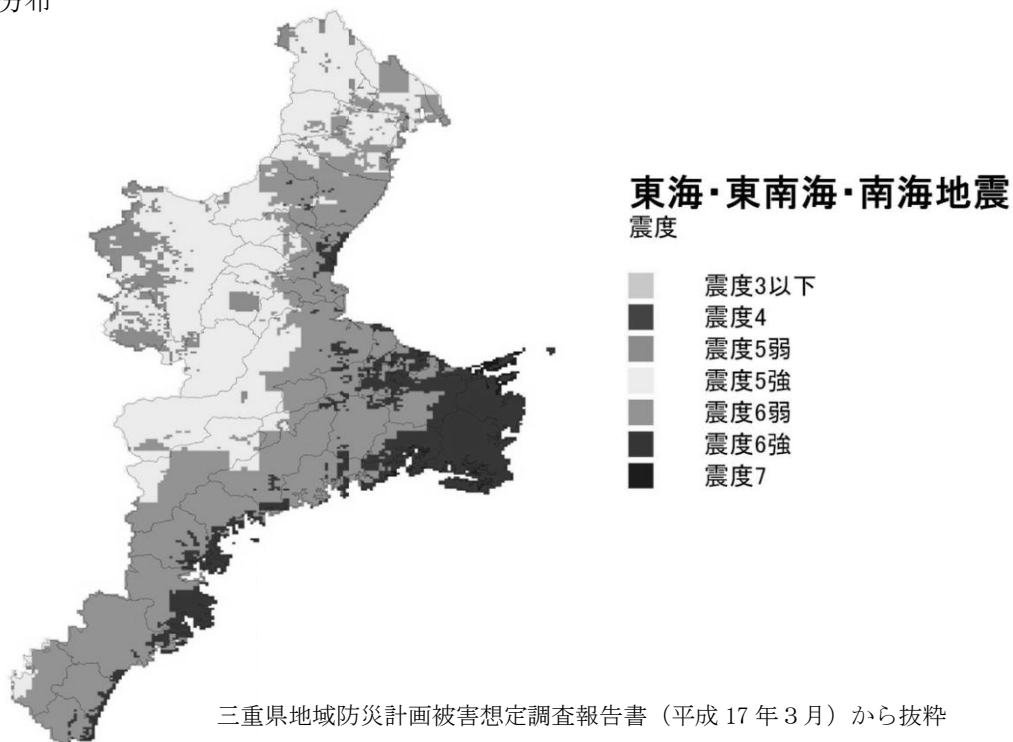 分布
東海・東南海・南海地震
震度
震度3以下
震度4
震度5弱
震度5強
震度6弱
震度6強
震度7
三重県地域防災計画被害想定調査報告書（平成 17 年３月）から抜粋